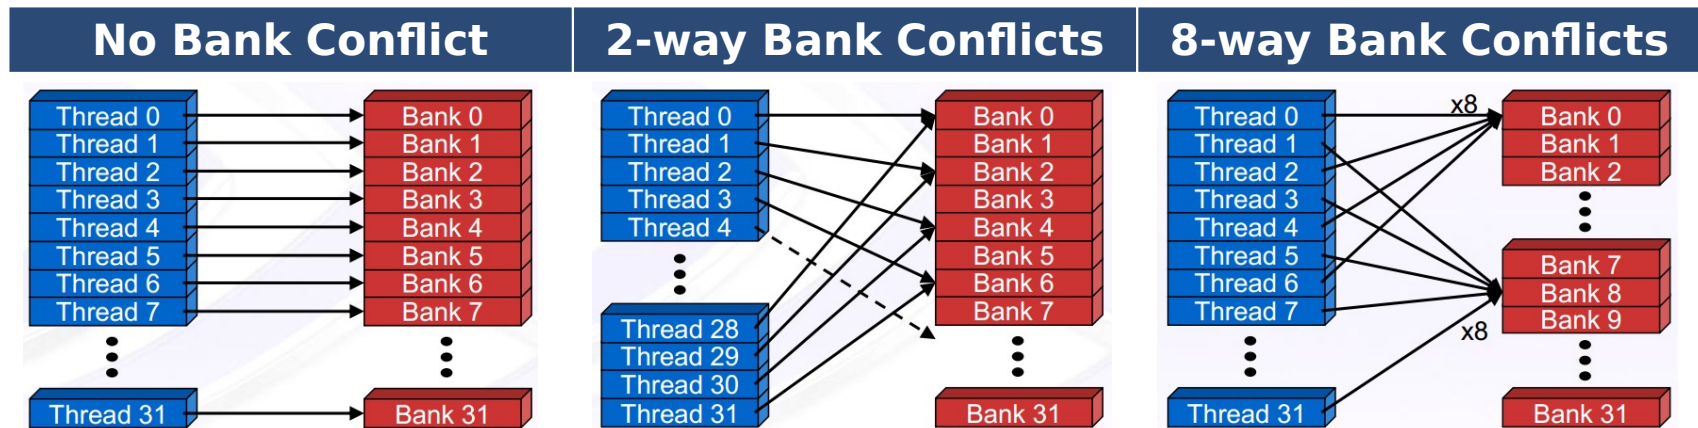 No Bank Conflict
Thread 0
Thread 1
Thread 2
Thread 3
Thread 4
Thread 5
Thread 6
Thread 7
Thread 31
Bank 0
Bank 1
Bank 2
Bank 3
Bank 4
Bank 5
Bank 6
Bank 7
Bank 31
2-way Bank Conflicts
Thread 0
Thread 1
Thread 2
Thread 3
Thread 4
Thread 28
Thread 29
Thread 30
Thread 31
Bank 0
Bank 1
Bank 2
Bank 3
Bank 4
Bank 5
Bank 6
Bank 7
Bank 31
8-way Bank Conflicts
Thread 0
Thread 1
Thread 2
Thread 3
Thread 4
Thread 5
Thread 6
Thread 7
Thread 31
x8
x8
Bank 0
Bank 1
Bank 2
Bank 7
Bank 8
Bank 9
Bank 31